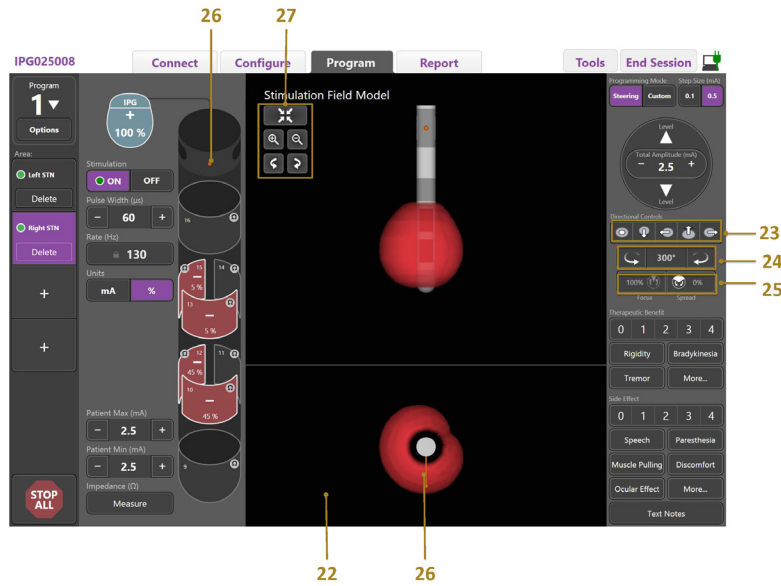 26 27
IPG025008 Connect Configure Program Report Tools End Session
Program
1
Options
Area:
Left STN
Delete
Right STN
Delete
+
+
STOP
ALL
IPG
+
100 %
Stimulation
ON OFF
Pulse Width (µs)
- 60 +
Rate (Hz)
130
Units
mA %
Patient Max (mA)
- 2.5 +
Patient Min (mA)
- 2.5 +
Impedance (Ω)
Measure
16 Ω
15 Ω 14 Ω
5 %
13
5 %
12 Ω 11 Ω
45 %
10
45 %
9 Ω
Stimulation Field Model
Programming Mode Step Size (mA)
Steering Custom 0.1 0.5
Level
Total Amplitude (mA)
- 2.5 +
Level
Directional Controls
23
300°
24
100% 0%
25
Focus Spread
Therapeutic Benefit
0 1 2 3 4
Rigidity Bradykinesia
Tremor More...
Side Effect
0 1 2 3 4
Speech Paresthesia
Muscle Pulling Discomfort
Ocular Effect More...
Text Notes
22 26